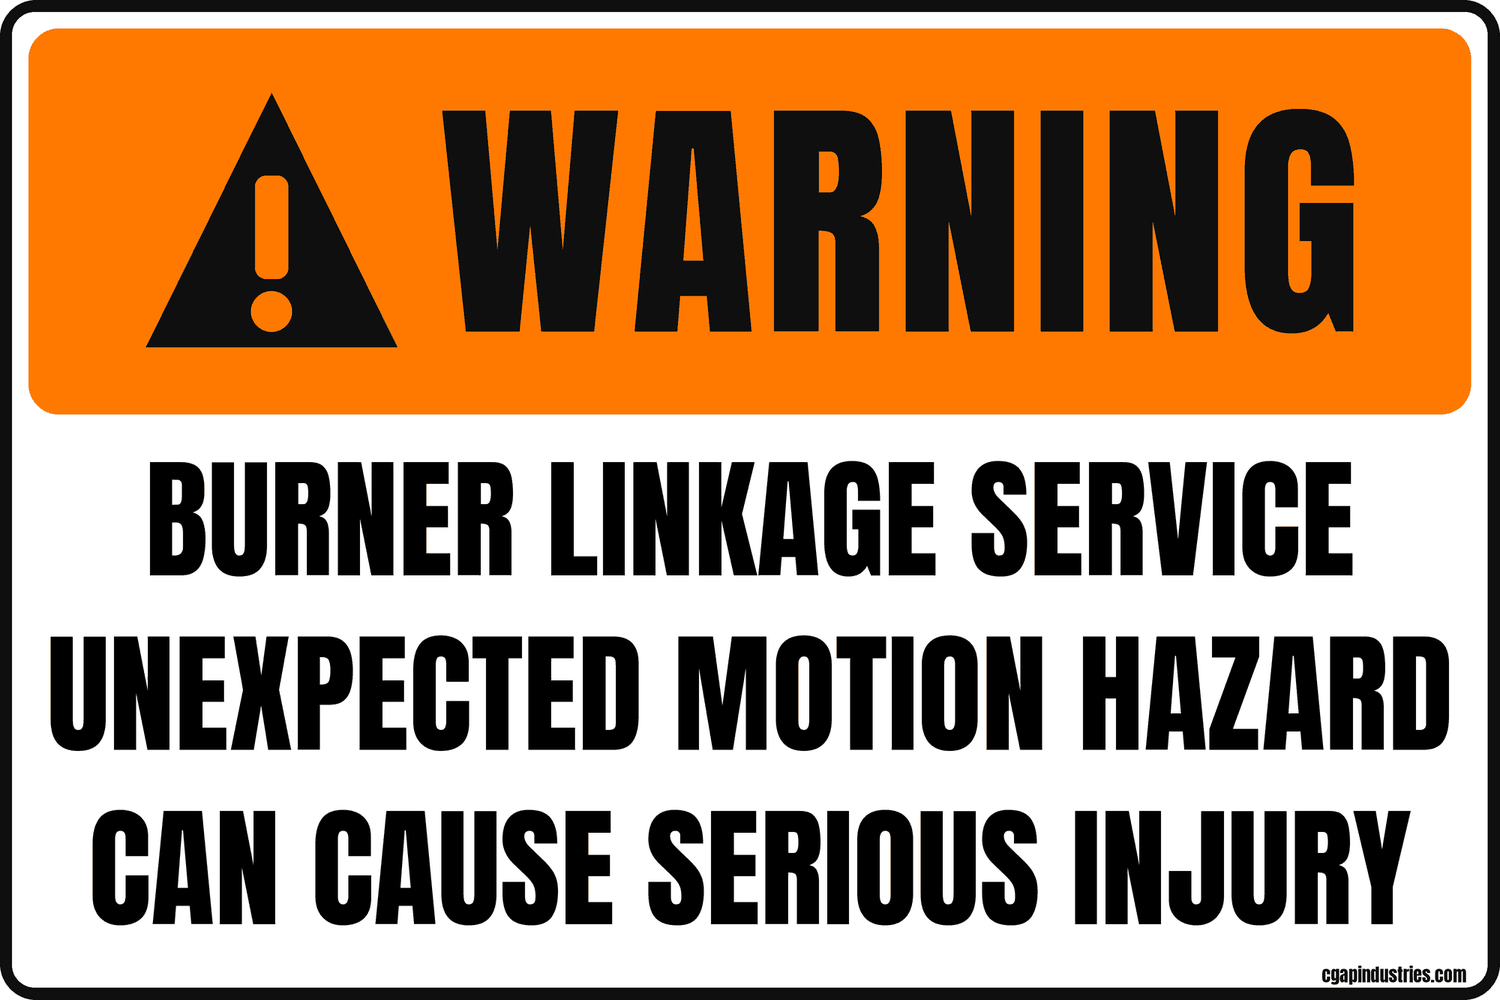 WARNING
BURNER LINKAGE SERVICE
UNEXPECTED MOTION HAZARD
CAN CAUSE SERIOUS INJURY
cgapindustries.com